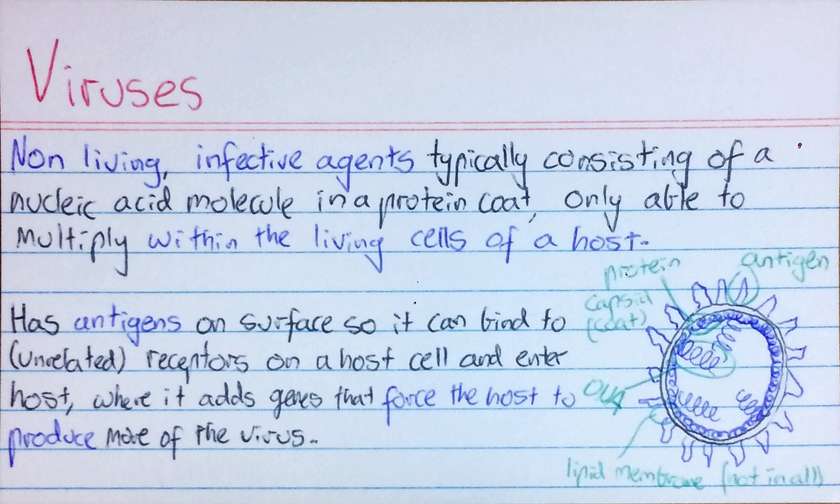 Viruses
Non living, infective agents typically consisting of a
nucleic acid molecule in a protein coat, only able to
multiply within the living cells of a host.
Has antigens on surface so it can bind to
(unrelated) receptors on a host cell and enter
host, where it adds genes that force the host to
produce more of the virus.
protein
capsid
(coat)
antigen
lipid membrane (not in all)